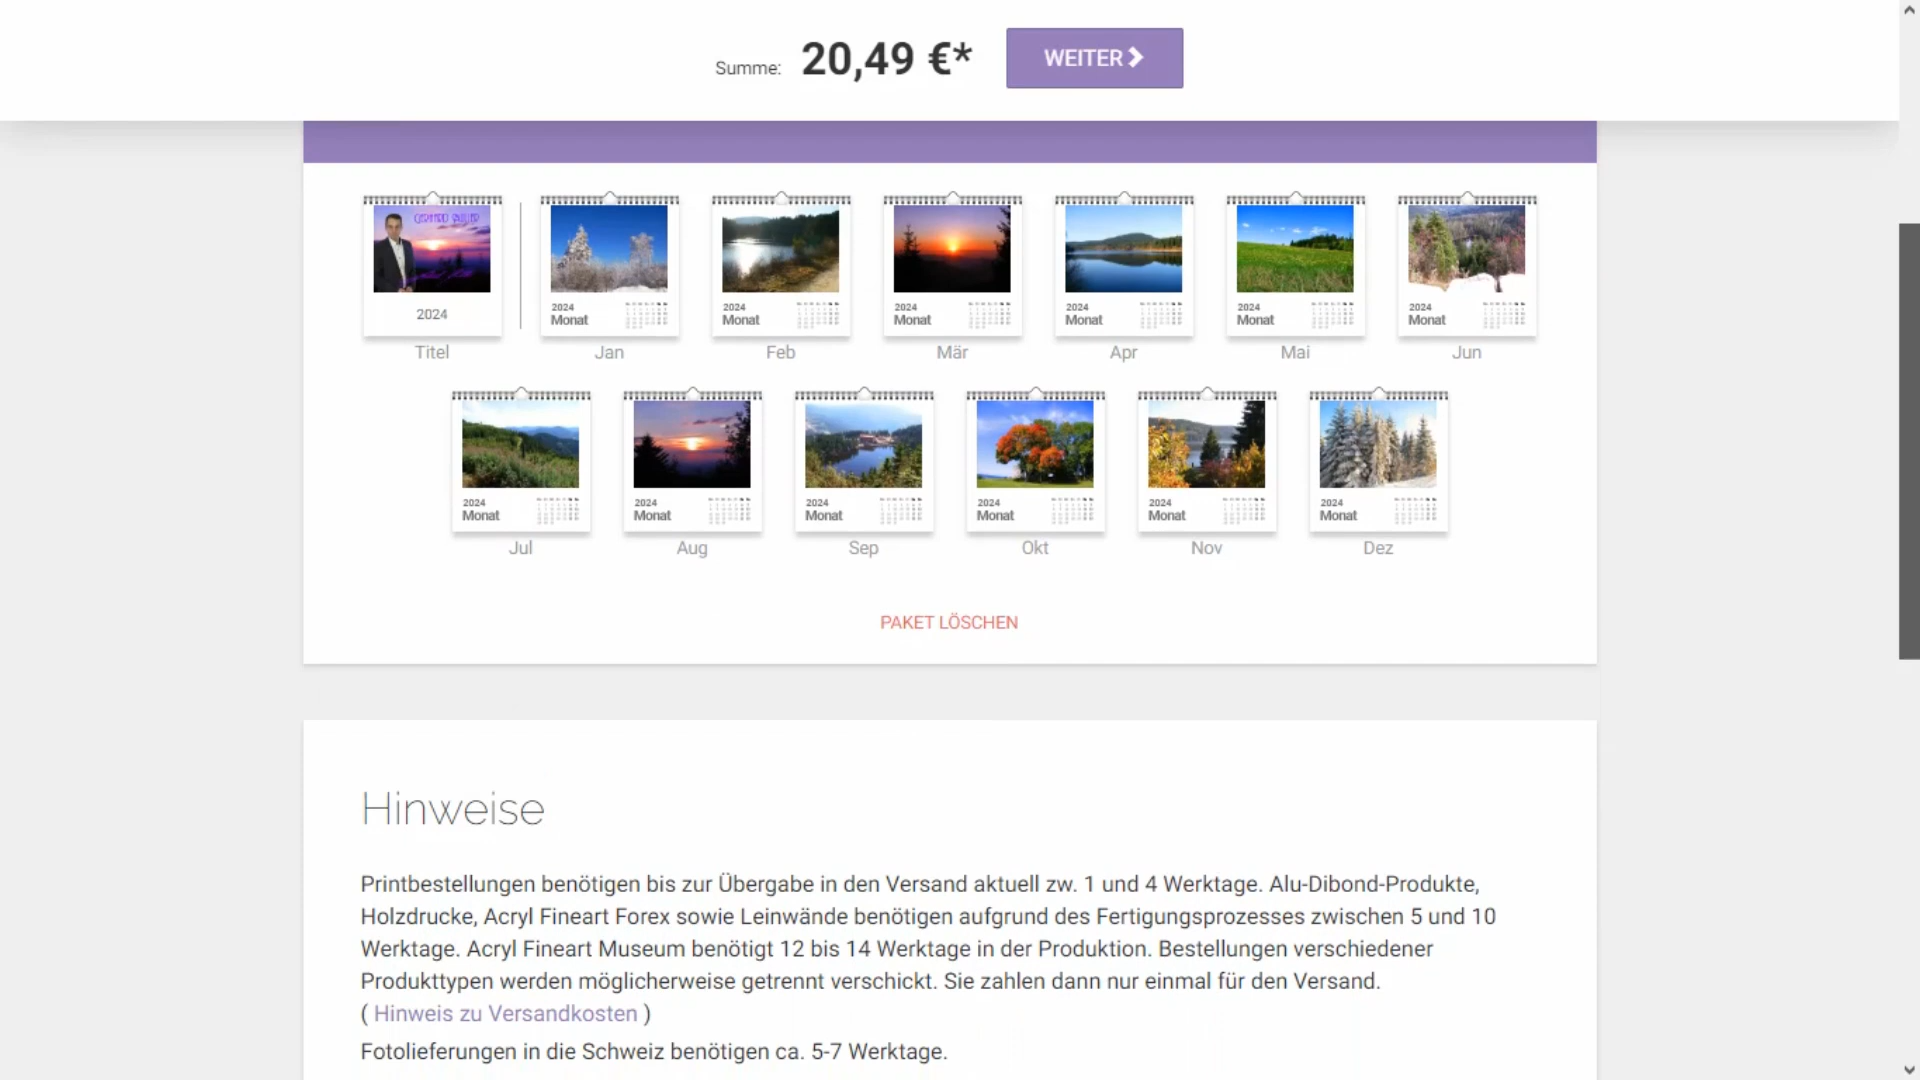 Summe: 20,49 €* WEITER
2024
Titel
2024
Monat
Jan
2024
Monat
Feb
2024
Monat
Mär
2024
Monat
Apr
2024
Monat
Mai
2024
Monat
Jun
2024
Monat
Jul
2024
Monat
Aug
2024
Monat
Sep
2024
Monat
Okt
2024
Monat
Nov
2024
Monat
Dez
PAKET LÖSCHEN
Hinweise
Printbestellungen benötigen bis zur Übergabe in den Versand aktuell zw. 1 und 4 Werktage. Alu-Dibond-Produkte,
Holzdrucke, Acryl Fineart Forex sowie Leinwände benötigen aufgrund des Fertigungsprozesses zwischen 5 und 10
Werktage. Acryl Fineart Museum benötigt 12 bis 14 Werktage in der Produktion. Bestellungen verschiedener
Produkttypen werden möglicherweise getrennt verschickt. Sie zahlen dann nur einmal für den Versand.
( Hinweis zu Versandkosten )
Fotolieferungen in die Schweiz benötigen ca. 5-7 Werktage.